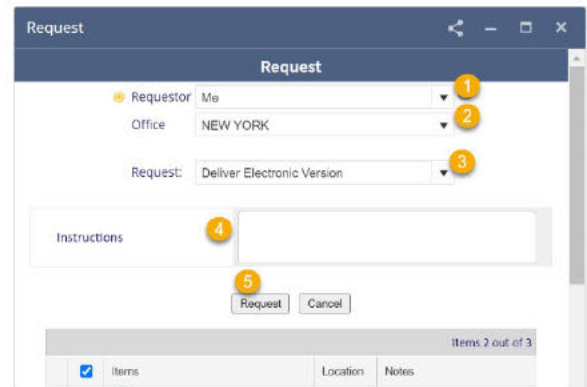 Request
Request
Requestor Me 1
Office NEW YORK 2
Request: Deliver Electronic Version 3
Instructions 4
5
Request Cancel
Items 2 out of 3
Items Location Notes